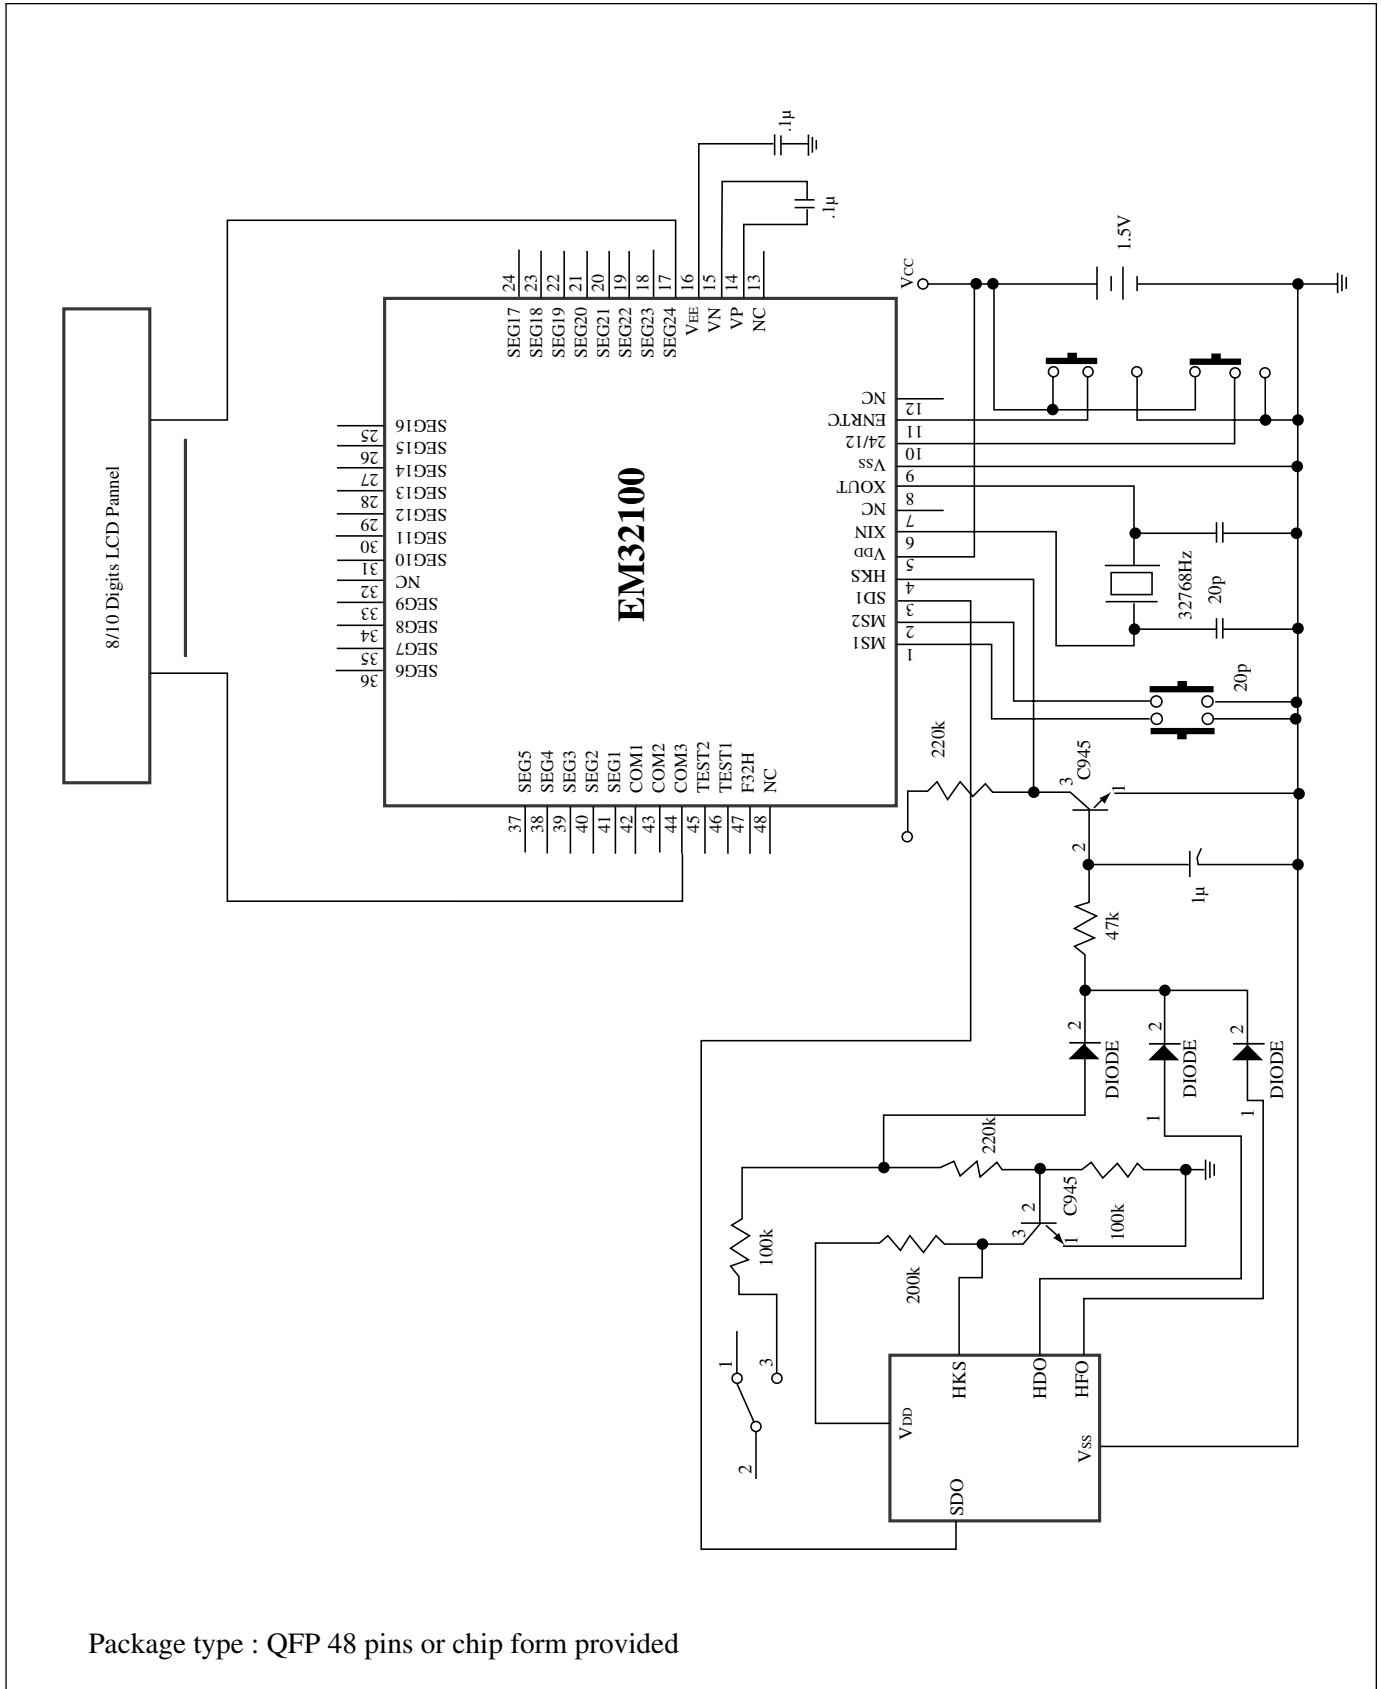 .1µ
.1µ
1.5V
VCC
24
23
22
21
20
19
18
17
16
15
14
13
SEG17
SEG18
SEG19
SEG20
SEG21
SEG22
SEG23
SEG24
VEE
VN
VP
NC
8/10 Digits LCD Pannel
EM32100
SEG16
25
SEG15
26
SEG14
27
SEG13
28
SEG12
29
SEG11
30
SEG10
31
NC
32
SEG9
33
SEG8
34
SEG7
35
SEG6
36
NC
12
ENRTC
11
24/12
10
VSS
9
XOUT
8
NC
7
XIN
6
VDD
5
HKS
4
SD1
3
MS2
2
MS1
1
32768Hz
20p
20p
SEG5
SEG4
SEG3
SEG2
SEG1
COM1
COM2
COM3
TEST2
TEST1
F32H
NC
37
38
39
40
41
42
43
44
45
46
47
48
220k
3
C945
1
2
1µ
47k
2
DIODE
2
DIODE
1
2
DIODE
1
220k
100k
200k
3
2
C945
1
100k
1
3
2
HKS
HDO
HFO
VDD
VSS
SDO
Package type : QFP 48 pins or chip form provided